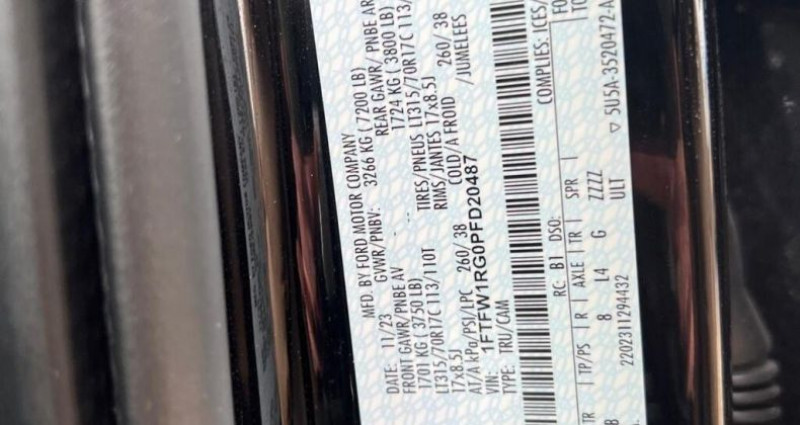 MFD. BY FORD MOTOR COMPANY
DATE: 11/23 GVWR/PNBV: 3266 KG (7200 LB)
FRONT GAWR/PNBE AV REAR GAWR/PNBE AR
1701 KG (3750 LB) 1724 KG (3800 LB)
LT315/70R17C 113/110T TIRES/PNEUS LT315/70R17C 113/
17x8.5J RIMS/JANTES 17x8.5J
AT/A kPa/PSI/LPC 260/38 COLD/A FROID 260/38
VIN: 1FTFW1RG0PFD20487 /JUMELEES
TYPE: TRU/CAM
COMPLIES: ICES/
RC: B1 DSO:
TR TP/PS R AXLE TR SPR
B 8 L4 G ZZZZ
2202311294432 ULT
5U5A-3520472-A